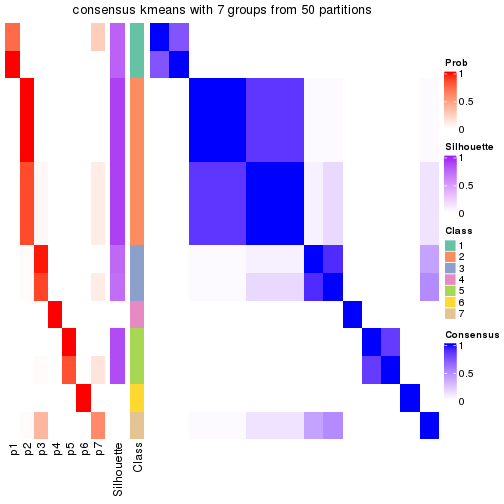 consensus kmeans with 7 groups from 50 partitions
Prob
1
0.5
0
Silhouette
1
0.5
0
Class
1
2
3
4
5
6
7
Consensus
1
0.5
0
p1
p2
p3
p4
p5
p6
p7
Silhouette
Class